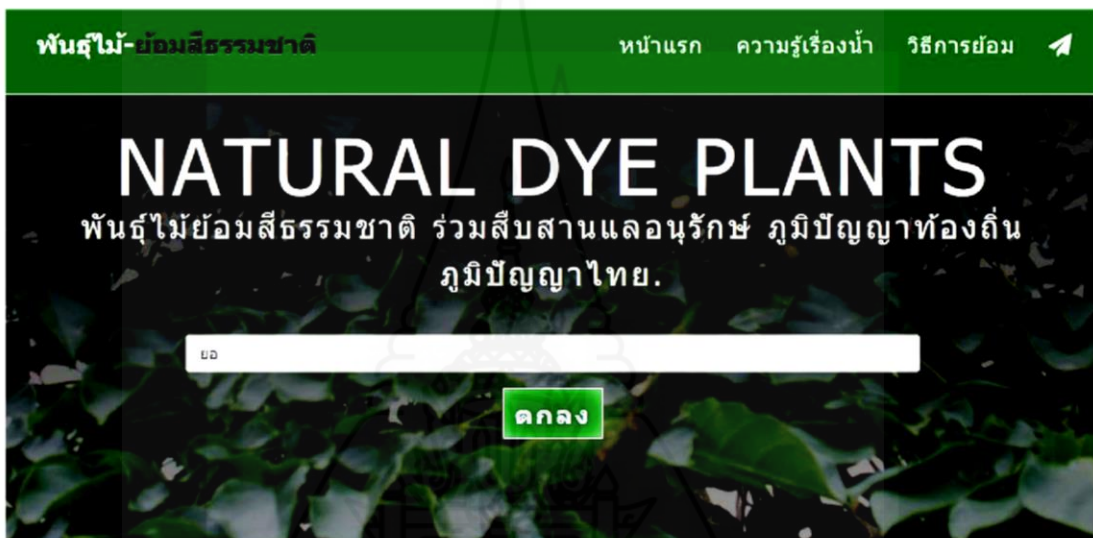 พันธุ์ไม้-ย้อมสีธรรมชาติ หน้าแรก ความรู้เรื่องน้ำ วิธีการย้อม
NATURAL DYE PLANTS
พันธุ์ไม้ย้อมสีธรรมชาติ ร่วมสืบสานแลอนุรักษ์ ภูมิปัญญาท้องถิ่น
ภูมิปัญญาไทย.
ยอ
ตกลง